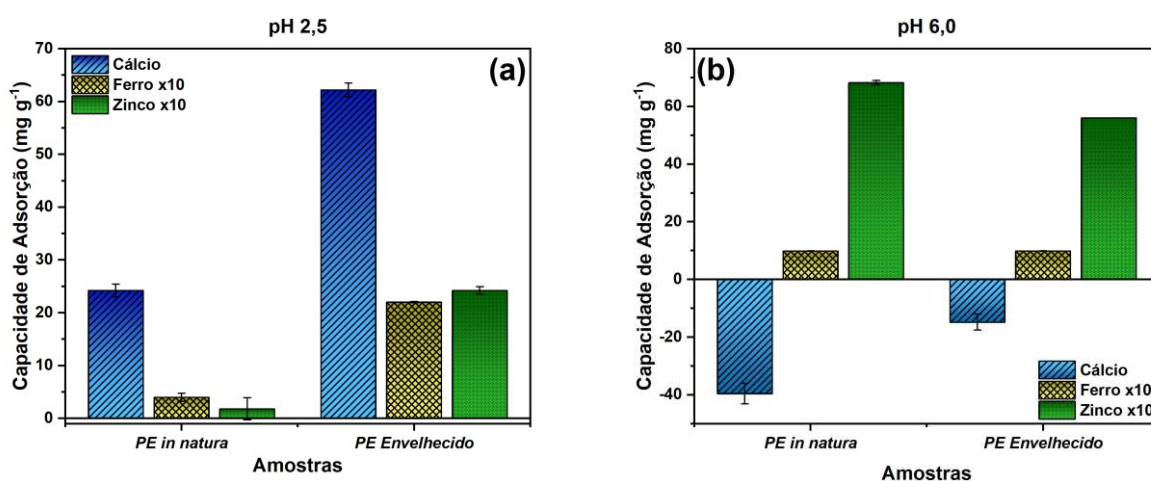 pH 2,5
(a)
Cálcio
Ferro x10
Zinco x10
Capacidade de Adsorção (mg g-1)
70
60
50
40
30
20
10
0
PE in natura
PE Envelhecido
Amostras
pH 6,0
(b)
Capacidade de Adsorção (mg g-1)
80
60
40
20
0
-20
-40
Cálcio
Ferro x10
Zinco x10
PE in natura
PE Envelhecido
Amostras